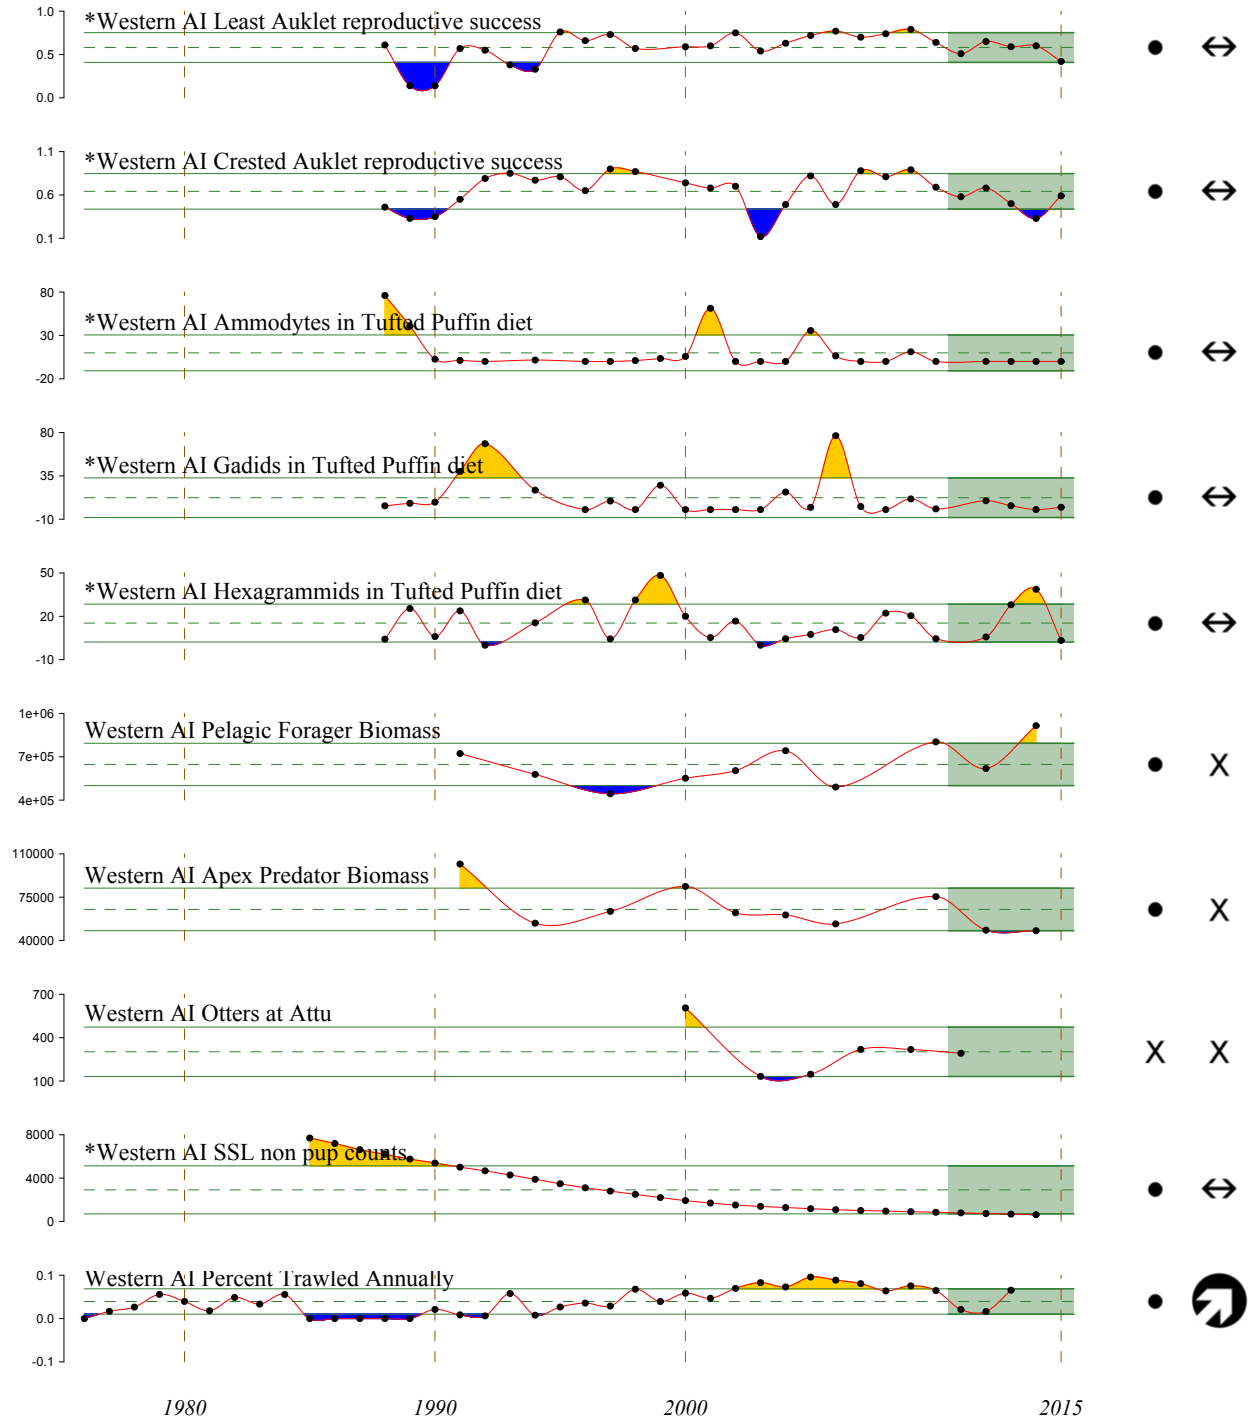 *Western AI Least Auklet reproductive success
1.0
0.5
0.0
*Western AI Crested Auklet reproductive success
1.1
0.6
0.1
*Western AI Ammodytes in Tufted Puffin diet
80
30
-20
*Western AI Gadids in Tufted Puffin diet
80
35
-10
*Western AI Hexagrammids in Tufted Puffin diet
50
20
-10
Western AI Pelagic Forager Biomass
1e+06
7e+05
4e+05
X
Western AI Apex Predator Biomass
110000
75000
40000
X
Western AI Otters at Attu
700
400
100
X X
*Western AI SSL non pup counts
8000
4000
0
Western AI Percent Trawled Annually
0.1
0.0
-0.1
1980 1990 2000 2015